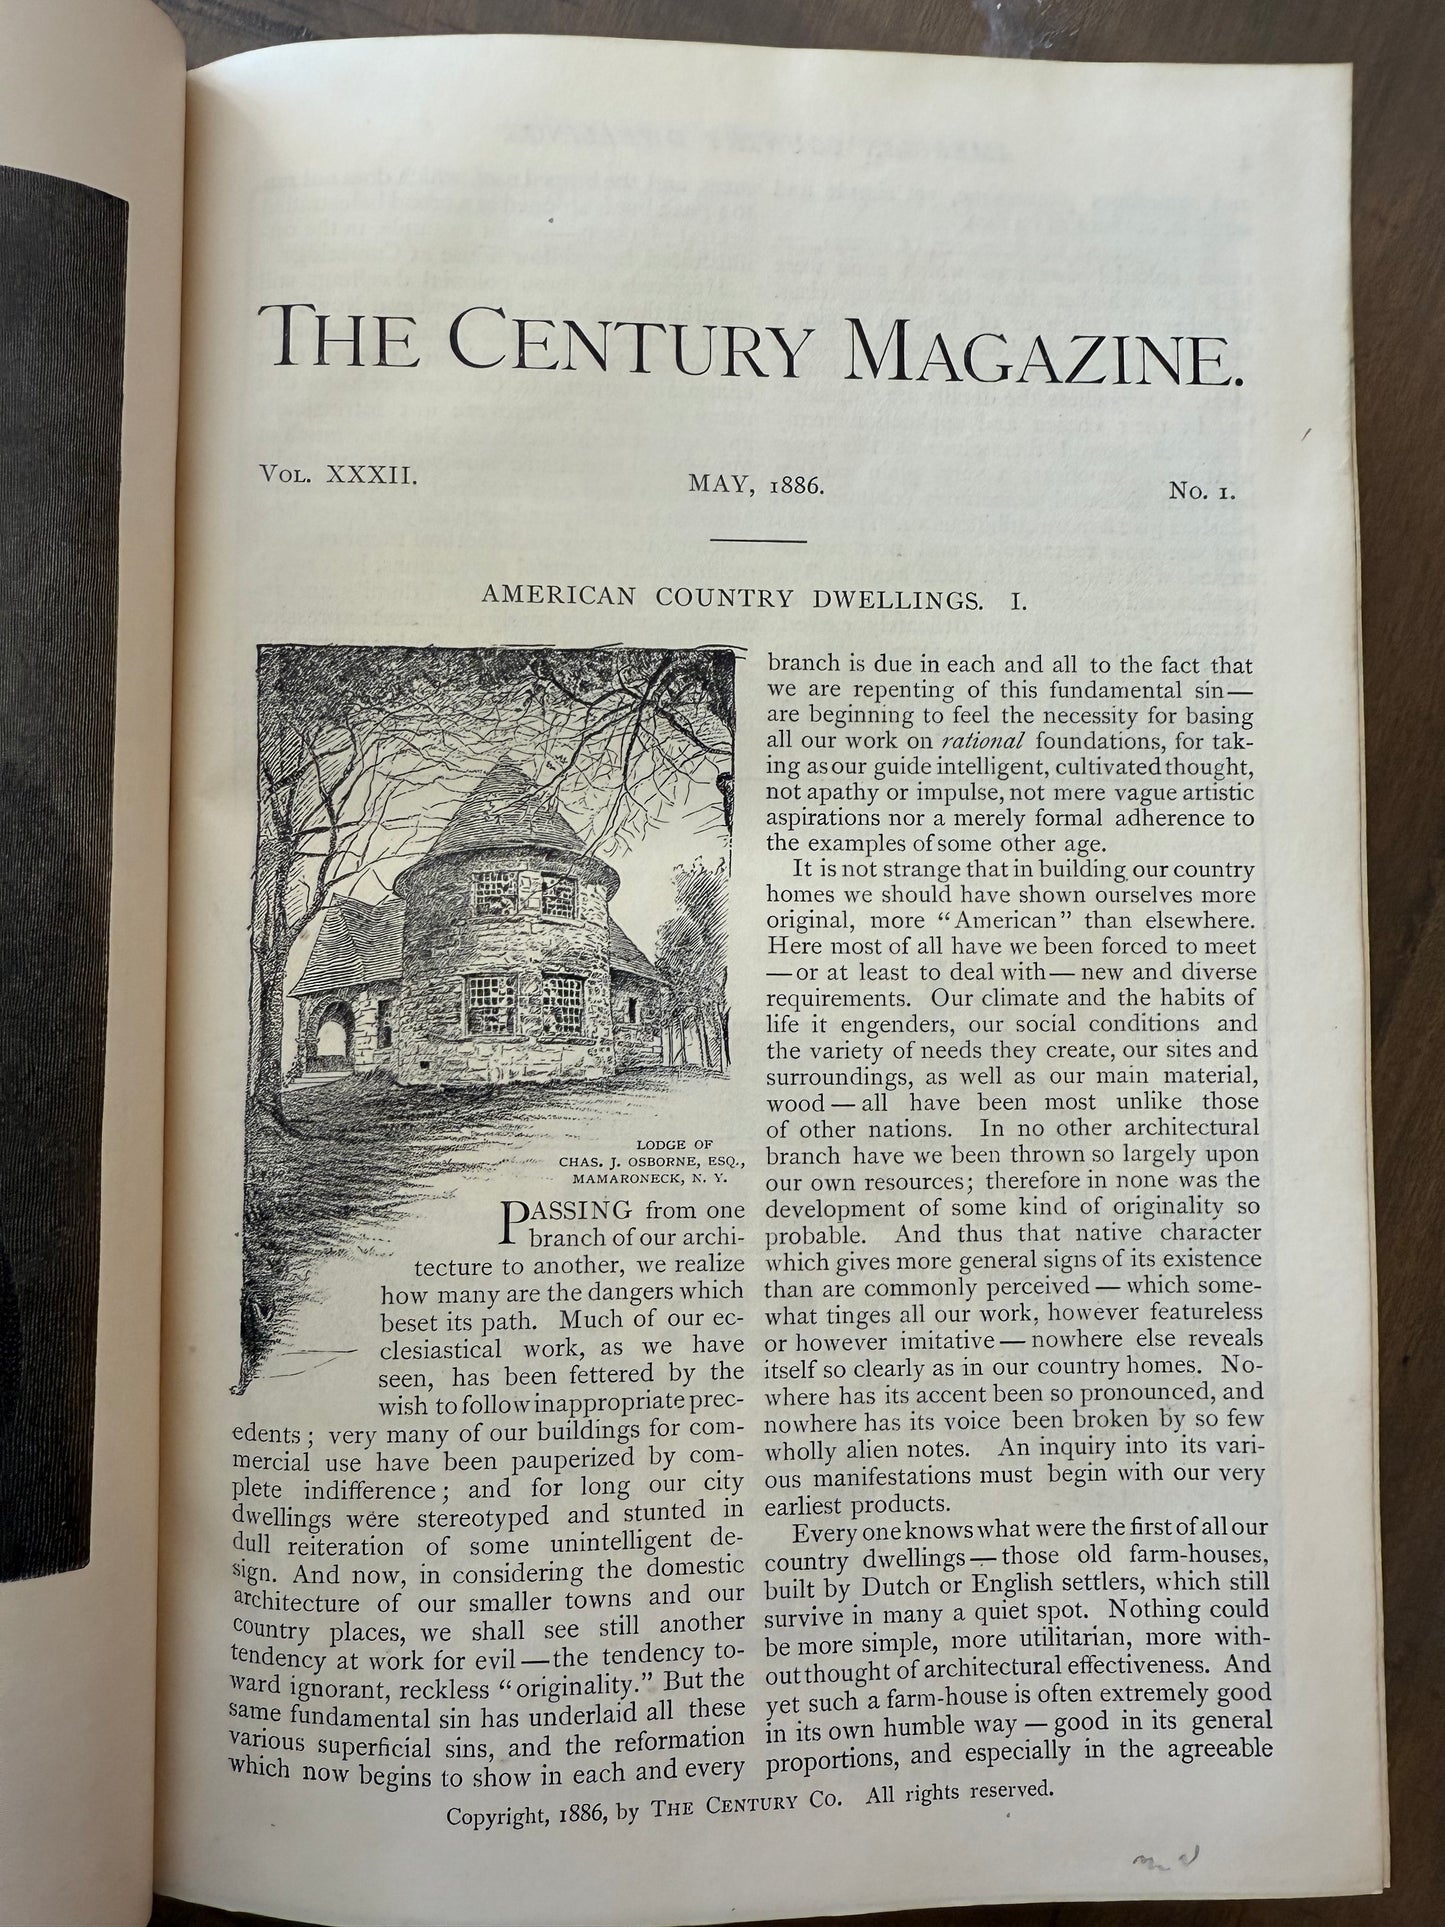 THE CENTURY MAGAZINE.
VOL. XXXII. MAY, 1886. No. 1.
AMERICAN COUNTRY DWELLINGS. I.
LODGE OF
CHAS. J. OSBORNE, ESQ.,
MAMARONECK, N. Y.
PASSING from one
branch of our archi-
tecture to another, we realize
how many are the dangers which
beset its path. Much of our ec-
clesiastical work, as we have
seen, has been fettered by the
wish to follow inappropriate prec-
edents; very many of our buildings for com-
mercial use have been pauperized by com-
plete indifference; and for long our city
dwellings were stereotyped and stunted in
dull reiteration of some unintelligent de-
sign. And now, in considering the domestic
architecture of our smaller towns and our
country places, we shall see still another
tendency at work for evil — the tendency to-
ward ignorant, reckless “originality.” But the
same fundamental sin has underlaid all these
various superficial sins, and the reformation
which now begins to show in each and every
branch is due in each and all to the fact that
we are repenting of this fundamental sin —
are beginning to feel the necessity for basing
all our work on rational foundations, for tak-
ing as our guide intelligent, cultivated thought,
not apathy or impulse, not mere vague artistic
aspirations nor a merely formal adherence to
the examples of some other age.
It is not strange that in building our country
homes we should have shown ourselves more
original, more “American” than elsewhere.
Here most of all have we been forced to meet
— or at least to deal with — new and diverse
requirements. Our climate and the habits of
life it engenders, our social conditions and
the variety of needs they create, our sites and
surroundings, as well as our main material,
wood — all have been most unlike those
of other nations. In no other architectural
branch have we been thrown so largely upon
our own resources; therefore in none was the
development of some kind of originality so
probable. And thus that native character
which gives more general signs of its existence
than are commonly perceived — which some-
what tinges all our work, however featureless
or however imitative — nowhere else reveals
itself so clearly as in our country homes. No-
where has its accent been so pronounced, and
nowhere has its voice been broken by so few
wholly alien notes. An inquiry into its vari-
ous manifestations must begin with our very
earliest products.
Every one knows what were the first of all our
country dwellings — those old farm-houses,
built by Dutch or English settlers, which still
survive in many a quiet spot. Nothing could
be more simple, more utilitarian, more with-
out thought of architectural effectiveness. And
yet such a farm-house is often extremely good
in its own humble way — good in its general
proportions, and especially in the agreeable
Copyright, 1886, by THE CENTURY CO. All rights reserved.